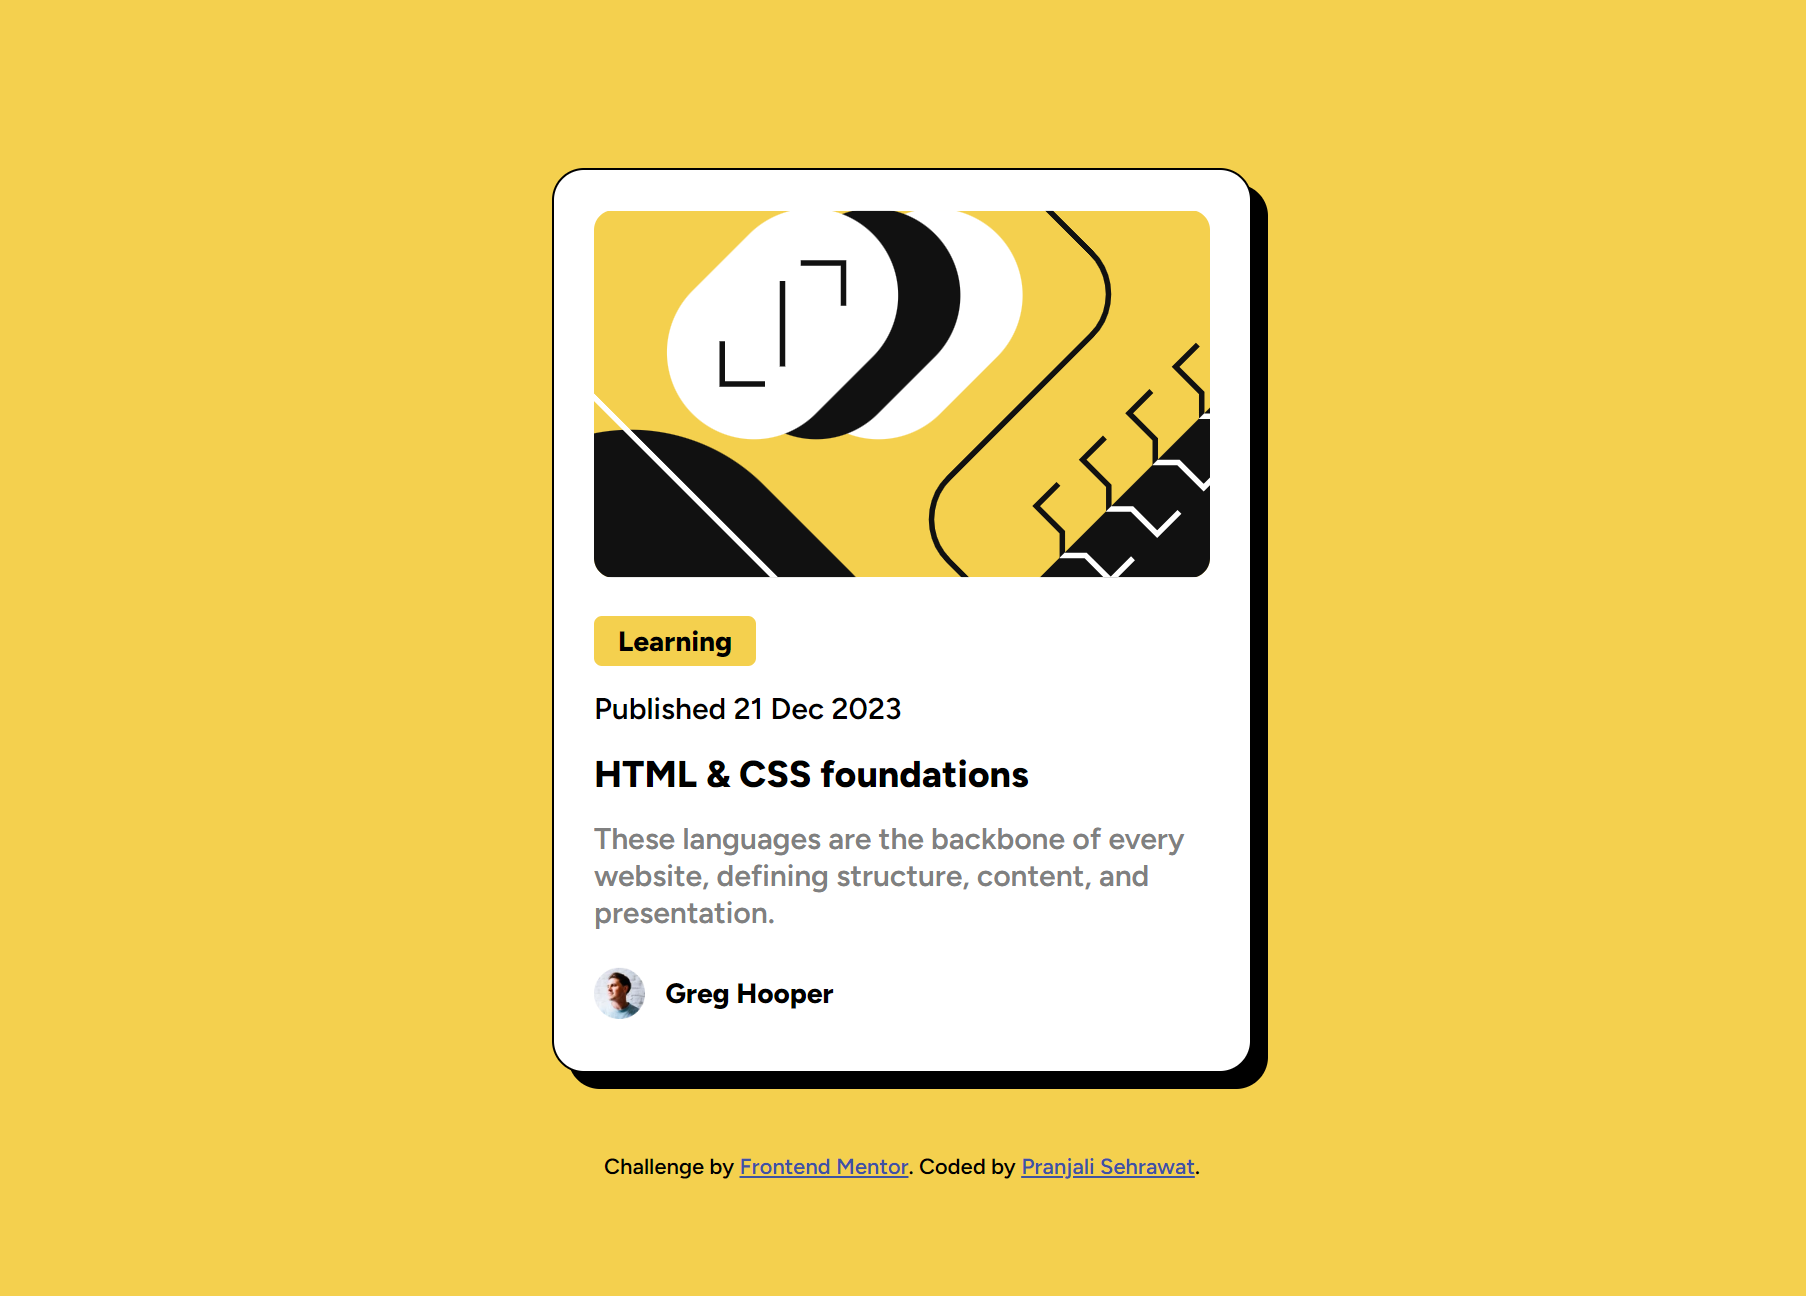 Learning
Published 21 Dec 2023
HTML & CSS foundations
These languages are the backbone of every
website, defining structure, content, and
presentation.
Greg Hooper
Challenge by Frontend Mentor. Coded by Pranjali Sehrawat.